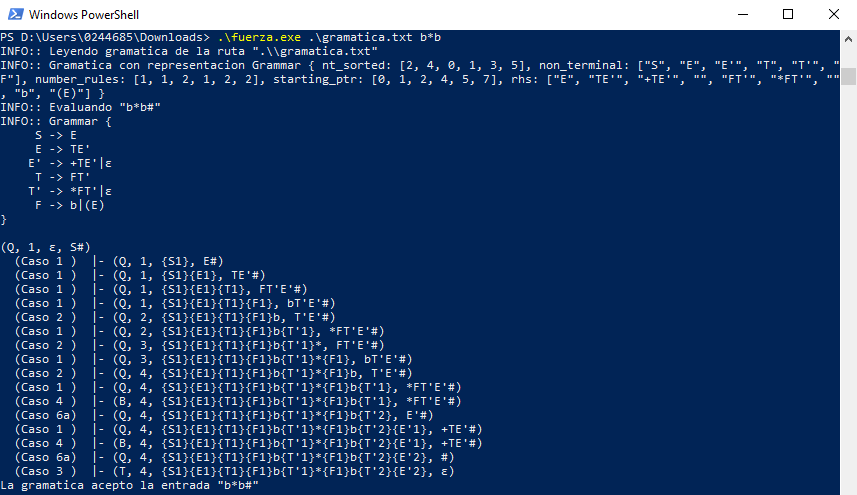 Windows PowerShell
PS D:\Users\0244685\Downloads> .\fuerza.exe .\gramatica.txt b*b
INFO:: Leyendo gramatica de la ruta ".\\gramatica.txt"
INFO:: Gramatica con representacion Grammar { nt_sorted: [2, 4, 0, 1, 3, 5], non_terminal: ["S", "E", "E'", "T", "T'", "
F"], number_rules: [1, 1, 2, 1, 2, 2], starting_ptr: [0, 1, 2, 4, 5, 7], rhs: ["E", "TE'", "+TE'", "", "FT'", "*FT'", ""
, "b", "(E)"] }
INFO:: Evaluando "b*b#"
INFO:: Grammar {
S -> E
E -> TE'
E' -> +TE'|ε
T -> FT'
T' -> *FT'|ε
F -> b|(E)
}
(Q, 1, ε, S#)
(Caso 1 ) |- (Q, 1, {S1}, E#)
(Caso 1 ) |- (Q, 1, {S1}{E1}, TE'#)
(Caso 1 ) |- (Q, 1, {S1}{E1}{T1}, FT'E'#)
(Caso 1 ) |- (Q, 1, {S1}{E1}{T1}{F1}, bT'E'#)
(Caso 2 ) |- (Q, 2, {S1}{E1}{T1}{F1}b, T'E'#)
(Caso 1 ) |- (Q, 2, {S1}{E1}{T1}{F1}b{T'1}, *FT'E'#)
(Caso 2 ) |- (Q, 3, {S1}{E1}{T1}{F1}b{T'1}*, FT'E'#)
(Caso 1 ) |- (Q, 3, {S1}{E1}{T1}{F1}b{T'1}*{F1}, bT'E'#)
(Caso 2 ) |- (Q, 4, {S1}{E1}{T1}{F1}b{T'1}*{F1}b, T'E'#)
(Caso 1 ) |- (Q, 4, {S1}{E1}{T1}{F1}b{T'1}*{F1}b{T'1}, *FT'E'#)
(Caso 4 ) |- (B, 4, {S1}{E1}{T1}{F1}b{T'1}*{F1}b{T'1}, *FT'E'#)
(Caso 6a) |- (Q, 4, {S1}{E1}{T1}{F1}b{T'1}*{F1}b{T'2}, E'#)
(Caso 1 ) |- (Q, 4, {S1}{E1}{T1}{F1}b{T'1}*{F1}b{T'2}{E'1}, +TE'#)
(Caso 4 ) |- (B, 4, {S1}{E1}{T1}{F1}b{T'1}*{F1}b{T'2}{E'1}, +TE'#)
(Caso 6a) |- (Q, 4, {S1}{E1}{T1}{F1}b{T'1}*{F1}b{T'2}{E'2}, #)
(Caso 3 ) |- (T, 4, {S1}{E1}{T1}{F1}b{T'1}*{F1}b{T'2}{E'2}, ε)
La gramatica acepto la entrada "b*b#"